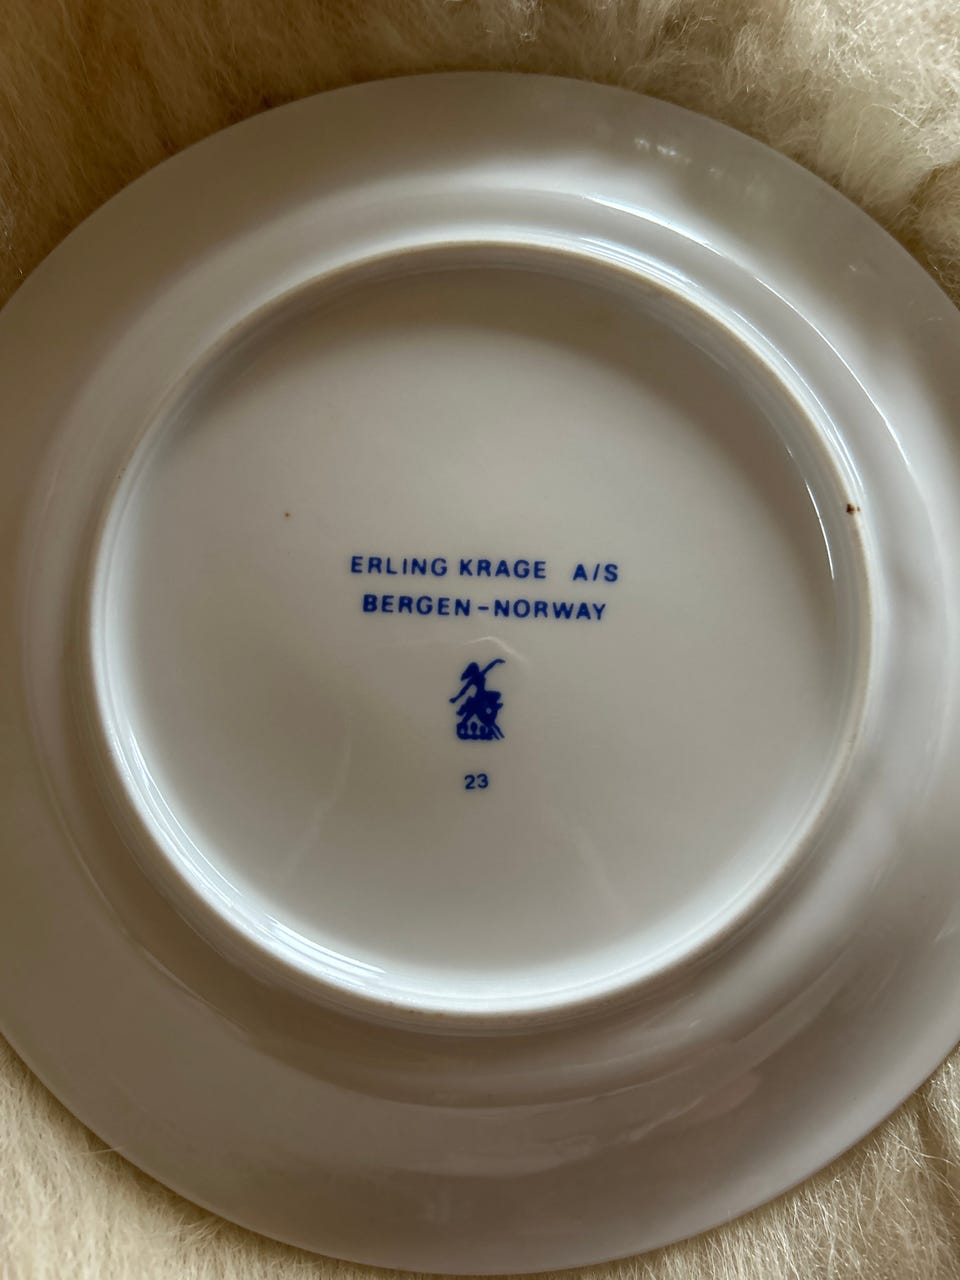 ERLING KRAGE A/S
BERGEN-NORWAY
23